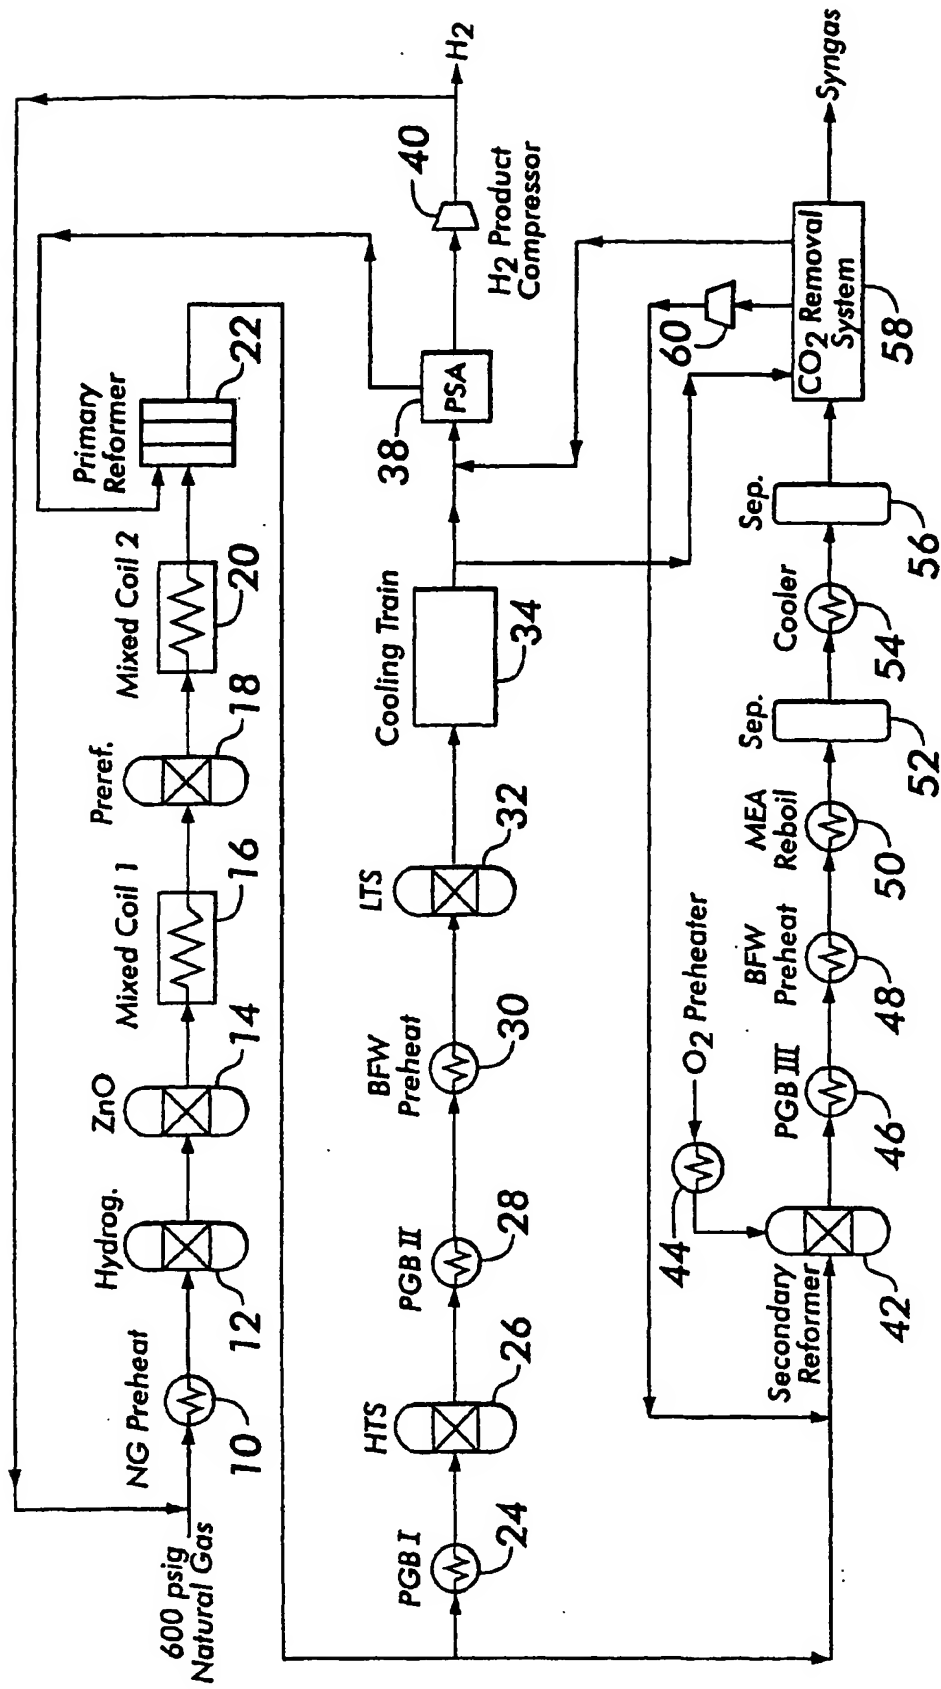 600 psig
Natural Gas
NG Preheat
10
Hydrog.
12
ZnO
14
Mixed Coil 1
16
Preref.
18
Mixed Coil 2
20
Primary
Reformer
22
PGB I
24
HTS
26
PGB II
28
BFW
Preheat
30
LTS
32
Cooling Train
34
38
PSA
40
H2 Product
Compressor
H2
Secondary
Reformer
42
44
O2 Preheater
PGB III
46
BFW
Preheat
48
MEA
Reboil
50
Sep.
52
Cooler
54
Sep.
56
60
CO2 Removal
System
58
Syngas